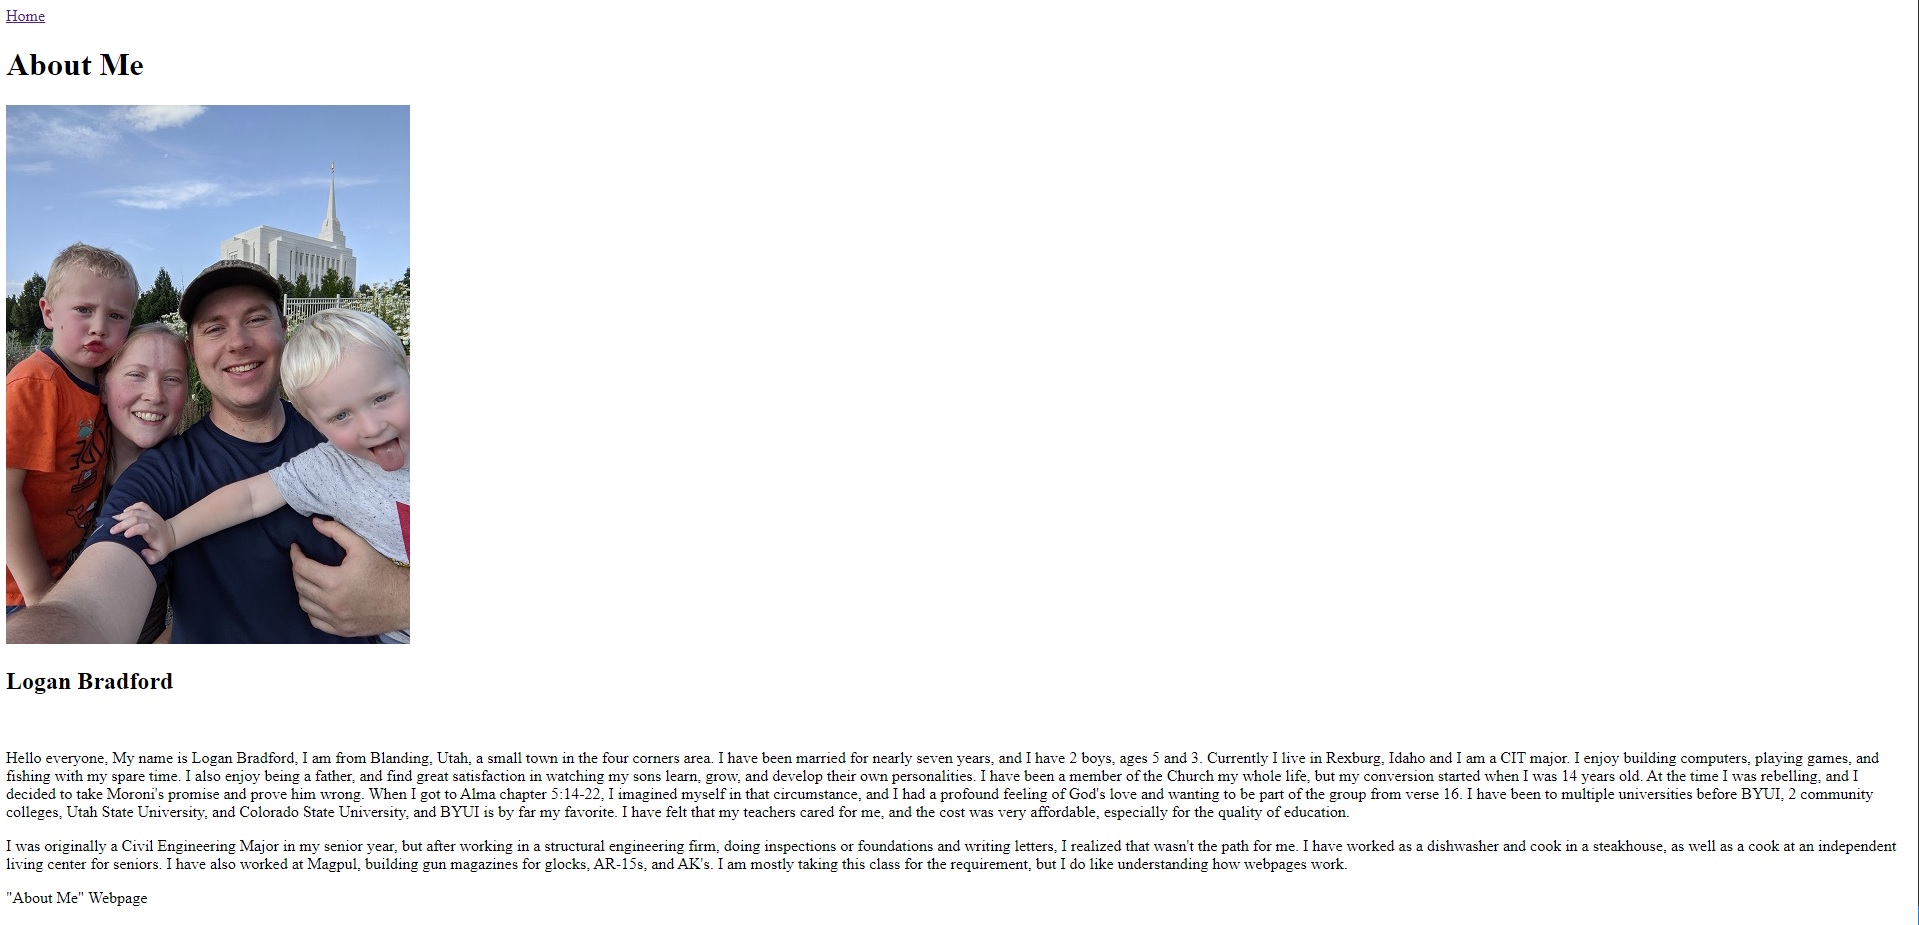 Home
About Me
Logan Bradford
Hello everyone, My name is Logan Bradford, I am from Blanding, Utah, a small town in the four corners area. I have been married for nearly seven years, and I have 2 boys, ages 5 and 3. Currently I live in Rexburg, Idaho and I am a CIT major. I enjoy building computers, playing games, and
fishing with my spare time. I also enjoy being a father, and find great satisfaction in watching my sons learn, grow, and develop their own personalities. I have been a member of the Church my whole life, but my conversion started when I was 14 years old. At the time I was rebelling, and I
decided to take Moroni's promise and prove him wrong. When I got to Alma chapter 5:14-22, I imagined myself in that circumstance, and I had a profound feeling of God's love and wanting to be part of the group from verse 16. I have been to multiple universities before BYUI, 2 community
colleges, Utah State University, and Colorado State University, and BYUI is by far my favorite. I have felt that my teachers cared for me, and the cost was very affordable, especially for the quality of education.
I was originally a Civil Engineering Major in my senior year, but after working in a structural engineering firm, doing inspections or foundations and writing letters, I realized that wasn't the path for me. I have worked as a dishwasher and cook in a steakhouse, as well as a cook at an independent
living center for seniors. I have also worked at Magpul, building gun magazines for glocks, AR-15s, and AK's. I am mostly taking this class for the requirement, but I do like understanding how webpages work.
"About Me" Webpage